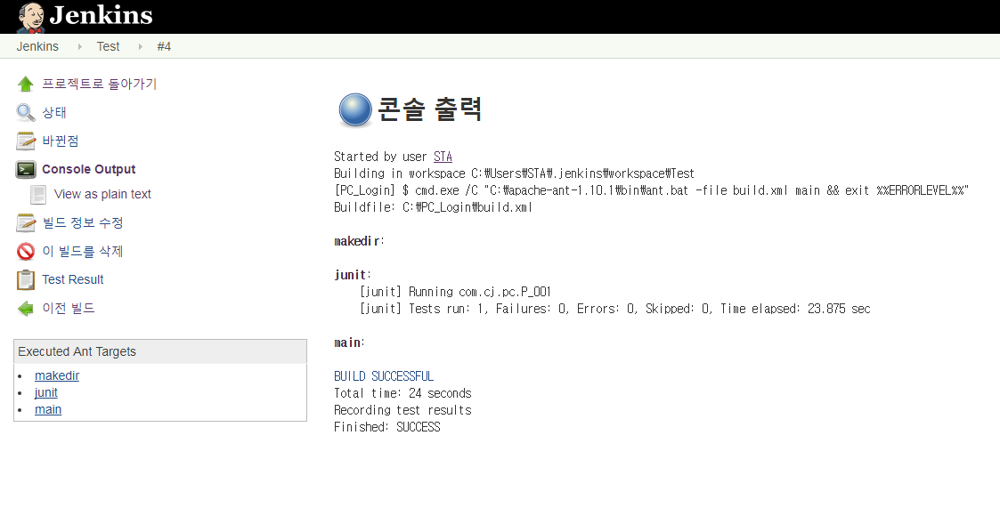 Jenkins
Jenkins
Test
#4
프로젝트로 돌아가기
상태
바뀐점
Console Output
View as plain text
빌드 정보 수정
이 빌드를 삭제
Test Result
이전 빌드
Executed Ant Targets
makedir
junit
main
콘솔 출력
Started by user STA
Building in workspace C:₩Users₩STA₩.jenkins₩workspace₩Test
[PC_Login] $ cmd.exe /C "C:₩apache-ant-1.10.1₩bin₩ant.bat -file build.xml main && exit %%ERRORLEVEL%%"
Buildfile: C:₩PC_Login₩build.xml
makedir:
junit:
[junit] Running com.cj.pc.P_001
[junit] Tests run: 1, Failures: 0, Errors: 0, Skipped: 0, Time elapsed: 23.875 sec
main:
BUILD SUCCESSFUL
Total time: 24 seconds
Recording test results
Finished: SUCCESS